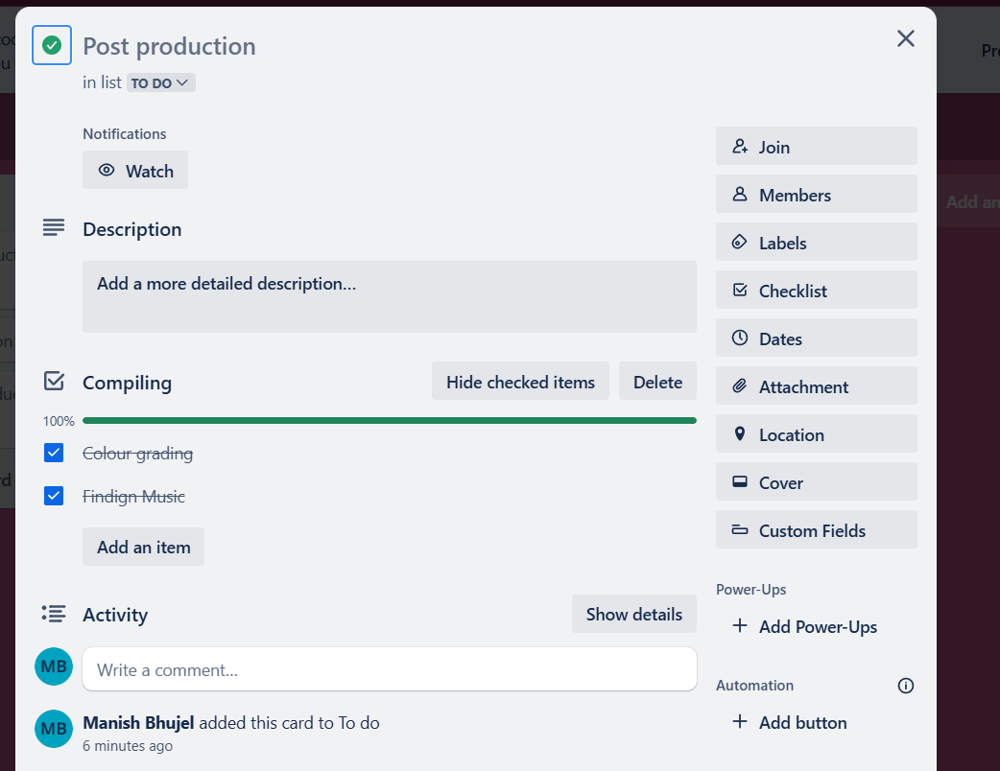 Post production
in list TO DO
Notifications
Watch
Description
Add a more detailed description...
Compiling
Hide checked items
Delete
100%
Colour grading
Findign Music
Add an item
Activity
Show details
MB
Write a comment...
MB
Manish Bhujel added this card to To do
6 minutes ago
Join
Members
Labels
Checklist
Dates
Attachment
Location
Cover
Custom Fields
Power-Ups
Add Power-Ups
Automation
Add button